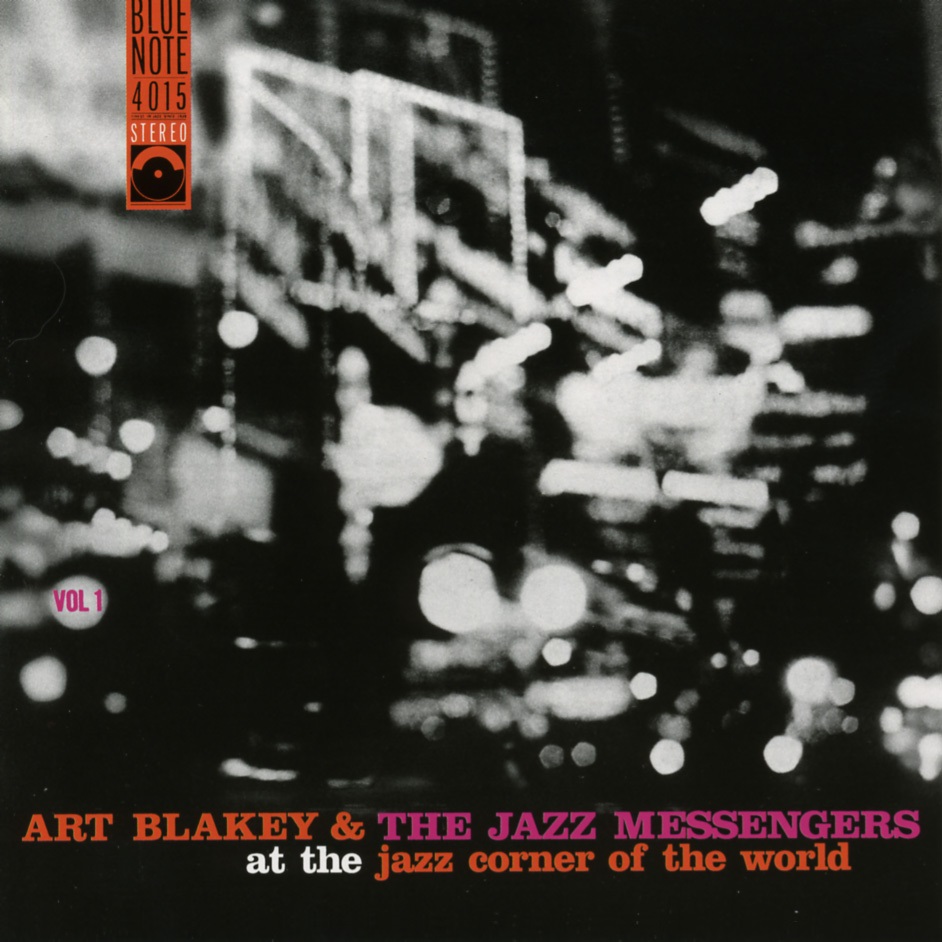 BLUE
NOTE
4015
STEREO
VOL 1
ART BLAKEY & THE JAZZ MESSENGERS
at the jazz corner of the world